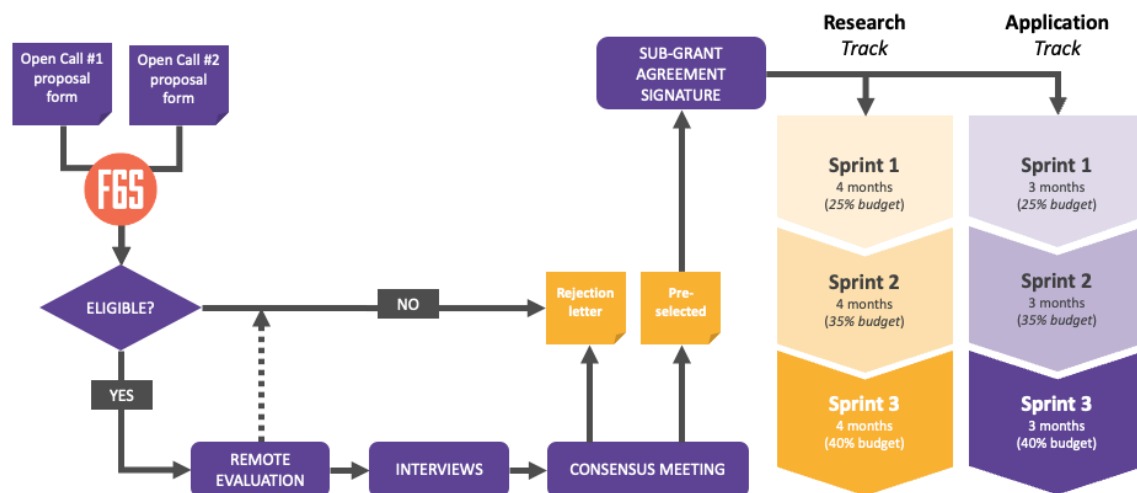 Open Call #1
proposal
form
Open Call #2
proposal
form
F6S
ELIGIBLE?
NO
YES
REMOTE
EVALUATION
INTERVIEWS
CONSENSUS MEETING
Rejection
letter
Pre-
selected
SUB-GRANT
AGREEMENT
SIGNATURE
Research
Track
Sprint 1
4 months
(25% budget)
Sprint 2
4 months
(35% budget)
Sprint 3
4 months
(40% budget)
Application
Track
Sprint 1
3 months
(25% budget)
Sprint 2
3 months
(35% budget)
Sprint 3
3 months
(40% budget)